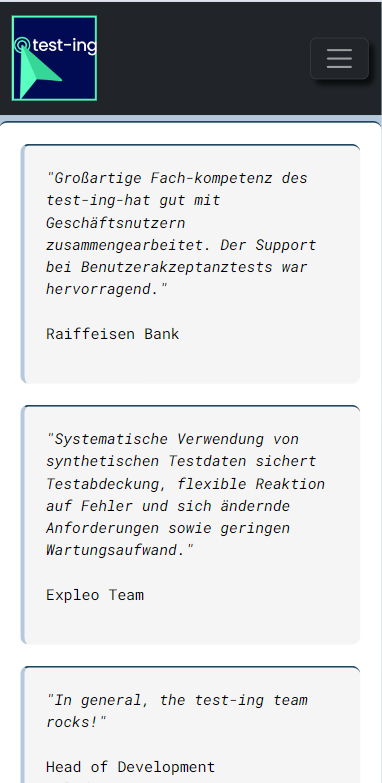 test-ing
"Großartige Fach-kompetenz des
test-ing-hat gut mit
Geschäftsnutzern
zusammengearbeitet. Der Support
bei Benutzerakzeptanztests war
hervorragend."
Raiffeisen Bank
"Systematische Verwendung von
synthetischen Testdaten sichert
Testabdeckung, flexible Reaktion
auf Fehler und sich ändernde
Anforderungen sowie geringen
Wartungsaufwand."
Expleo Team
"In general, the test-ing team
rocks!"
Head of Development